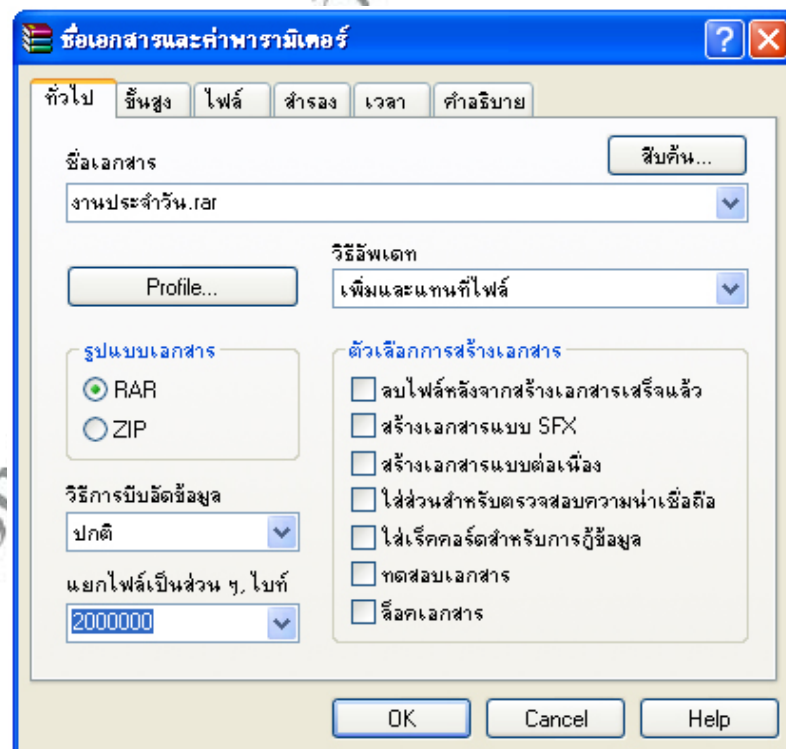 ชื่อเอกสารและค่าพารามิเตอร์
ทั่วไป ขั้นสูง ไฟล์ สำรอง เวลา คำอธิบาย
ชื่อเอกสาร
สืบค้น...
งานประจำวัน.rar
วิธีอัพเดท
Profile...
เพิ่มและแทนที่ไฟล์
รูปแบบเอกสาร
RAR
ZIP
วิธีการบีบอัดข้อมูล
ปกติ
แยกไฟล์เป็นส่วน ๆ, ไบท์
2000000
ตัวเลือกการสร้างเอกสาร
ลบไฟล์หลังจากสร้างเอกสารเสร็จแล้ว
สร้างเอกสารแบบ SFX
สร้างเอกสารแบบต่อเนื่อง
ใส่ส่วนสำหรับตรวจสอบความน่าเชื่อถือ
ใส่เร็คคอร์ดสำหรับการกู้ข้อมูล
ทดสอบเอกสาร
ล็อคเอกสาร
OK Cancel Help